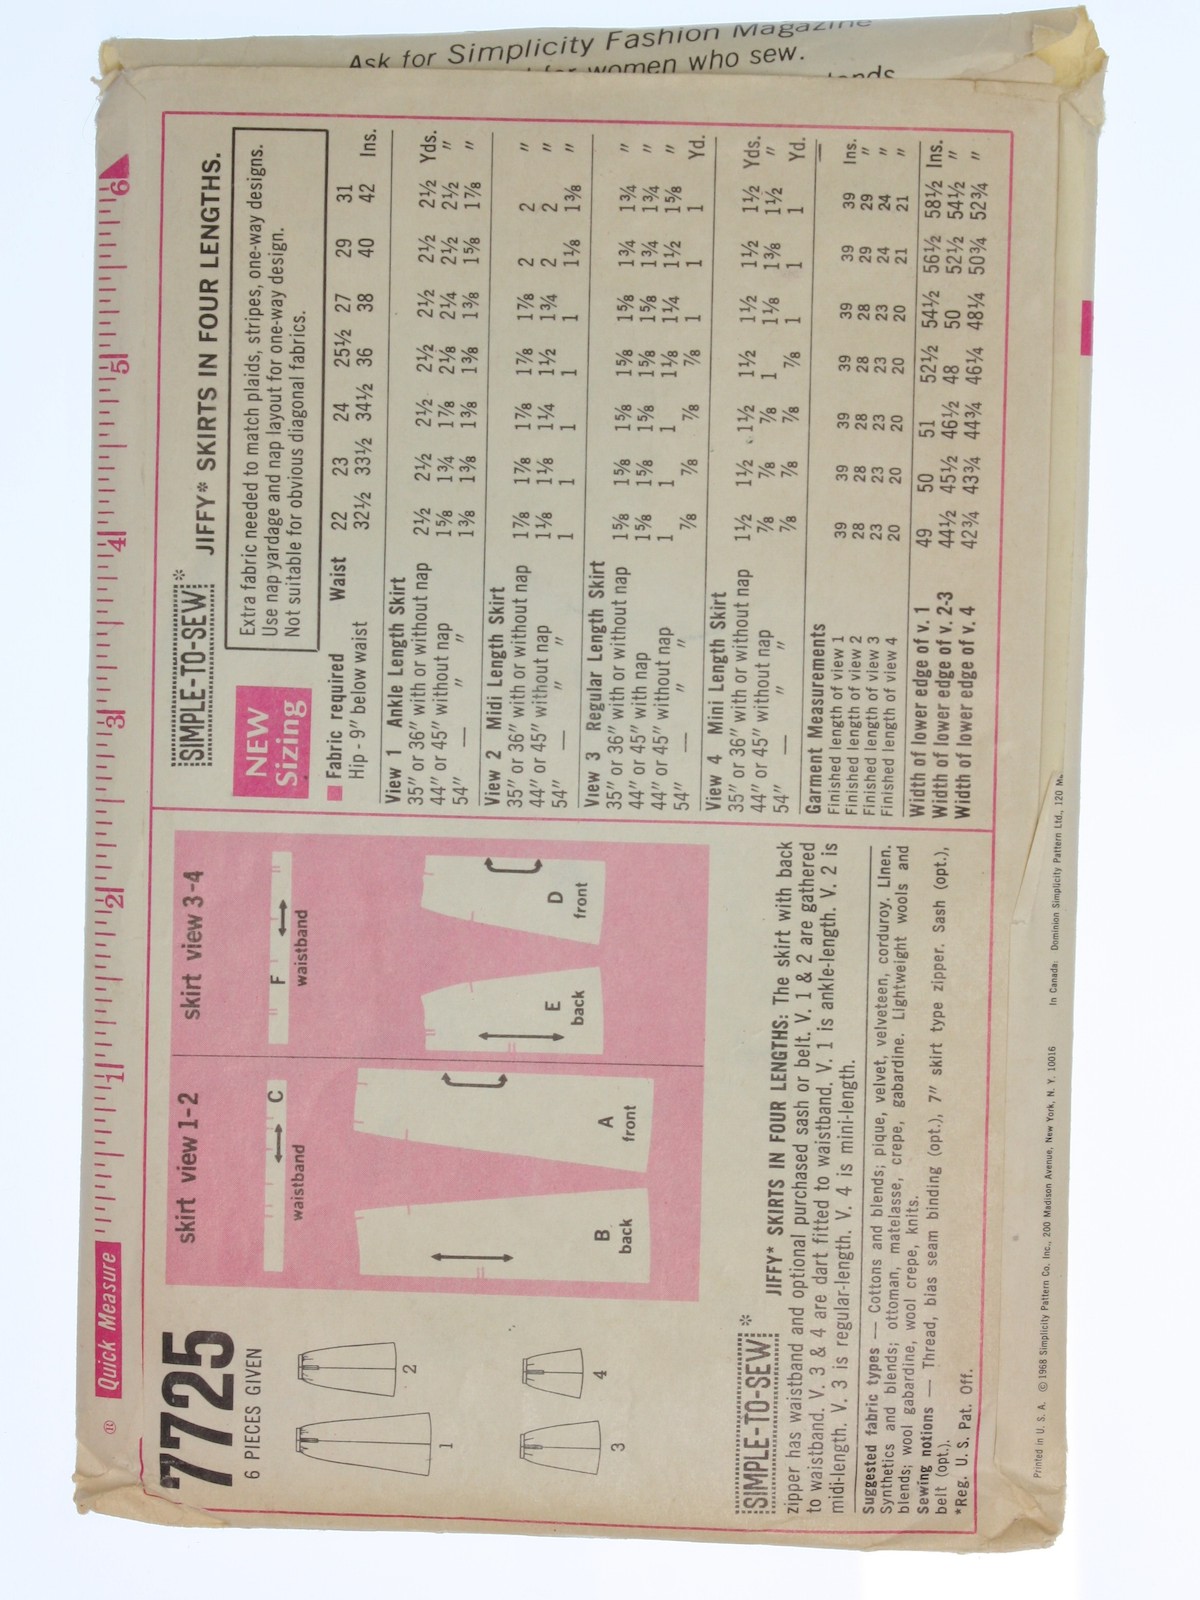 Ask for Simplicity Fashion Magazine
for women who sew.
Quick Measure 1 2 3 4 5 6
7725
6 PIECES GIVEN
1 2
3 4
skirt view 1-2
C
waistband
B
back
A
front
skirt view 3-4
F
waistband
E
back
D
front
SIMPLE-TO-SEW* JIFFY* SKIRTS IN FOUR LENGTHS: The skirt with back
zipper has waistband and optional purchased sash or belt. V. 1 & 2 are gathered
to waistband. V. 3 & 4 are dart fitted to waistband. V. 1 is ankle-length. V. 2 is
midi-length. V. 3 is regular-length. V. 4 is mini-length.
Suggested fabric types — Cottons and blends; pique, velvet, velveteen, corduroy. Linen.
Synthetics and blends; ottoman, matelasse, crepe, gabardine. Lightweight wools and
blends; wool gabardine, wool crepe, knits.
Sewing notions — Thread, bias seam binding (opt.), 7" skirt type zipper. Sash (opt.),
belt (opt.).
*Reg. U. S. Pat. Off.
SIMPLE-TO-SEW*
JIFFY* SKIRTS IN FOUR LENGTHS.
NEW
Sizing
Extra fabric needed to match plaids, stripes, one-way designs.
Use nap yardage and nap layout for one-way design.
Not suitable for obvious diagonal fabrics.
Fabric required Waist 22 23 24 25½ 27 29 31
Hip - 9" below waist 32½ 33½ 34½ 36 38 40 42 Ins.
View 1 Ankle Length Skirt
35" or 36" with or without nap 2½ 2½ 2½ 2½ 2½ 2½ 2½ Yds.
44" or 45" without nap 1⅝ 1¾ 1⅞ 2⅛ 2¼ 2½ 2½ "
54" — " 1⅜ 1⅜ 1⅜ 1⅜ 1⅜ 1⅝ 1⅞ "
View 2 Midi Length Skirt
35" or 36" with or without nap 1⅞ 1⅞ 1⅞ 1⅞ 1⅞ 2 2 "
44" or 45" without nap 1⅛ 1⅛ 1¼ 1½ 1¾ 2 2 "
54" — " 1 1 1 1 1 1⅛ 1⅜ "
View 3 Regular Length Skirt
35" or 36" with or without nap 1⅝ 1⅝ 1⅝ 1⅝ 1⅝ 1¾ 1¾ "
44" or 45" with nap 1⅝ 1⅝ 1⅝ 1⅝ 1⅝ 1¾ 1¾ "
44" or 45" without nap 1 1 1 1⅛ 1¼ 1½ 1⅝ "
54" — " ⅞ ⅞ ⅞ ⅞ 1 1 1 Yd.
View 4 Mini Length Skirt
35" or 36" with or without nap 1½ 1½ 1½ 1½ 1½ 1½ 1½ Yds.
44" or 45" without nap ⅞ ⅞ ⅞ 1 1⅛ 1⅜ 1½ "
54" — " ⅞ ⅞ ⅞ ⅞ 1 1 1 Yd.
Garment Measurements
Finished length of view 1 39 39 39 39 39 39 39 Ins.
Finished length of view 2 28 28 28 28 28 29 29 "
Finished length of view 3 23 23 23 23 23 24 24 "
Finished length of view 4 20 20 20 20 20 21 21 "
Width of lower edge of v. 1 49 50 51 52½ 54½ 56½ 58½ Ins.
Width of lower edge of v. 2-3 44½ 45½ 46½ 48 50 52½ 54½ "
Width of lower edge of v. 4 42¾ 43¾ 44¾ 46¼ 48¼ 50¾ 52¾ "
Printed in U. S. A. © 1968 Simplicity Pattern Co. Inc., 200 Madison Avenue, New York, N. Y. 10016 In Canada: Dominion Simplicity Pattern Ltd., 120